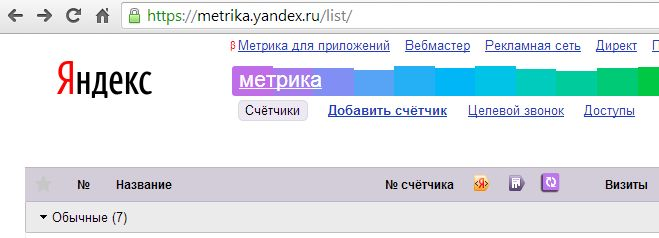 https://metrika.yandex.ru/list/
β Метрика для приложений Вебмастер Рекламная сеть Директ
Яндекс
метрика
Счётчики Добавить счётчик Целевой звонок Доступы
№ Название № счётчика Я Визиты
Обычные (7)